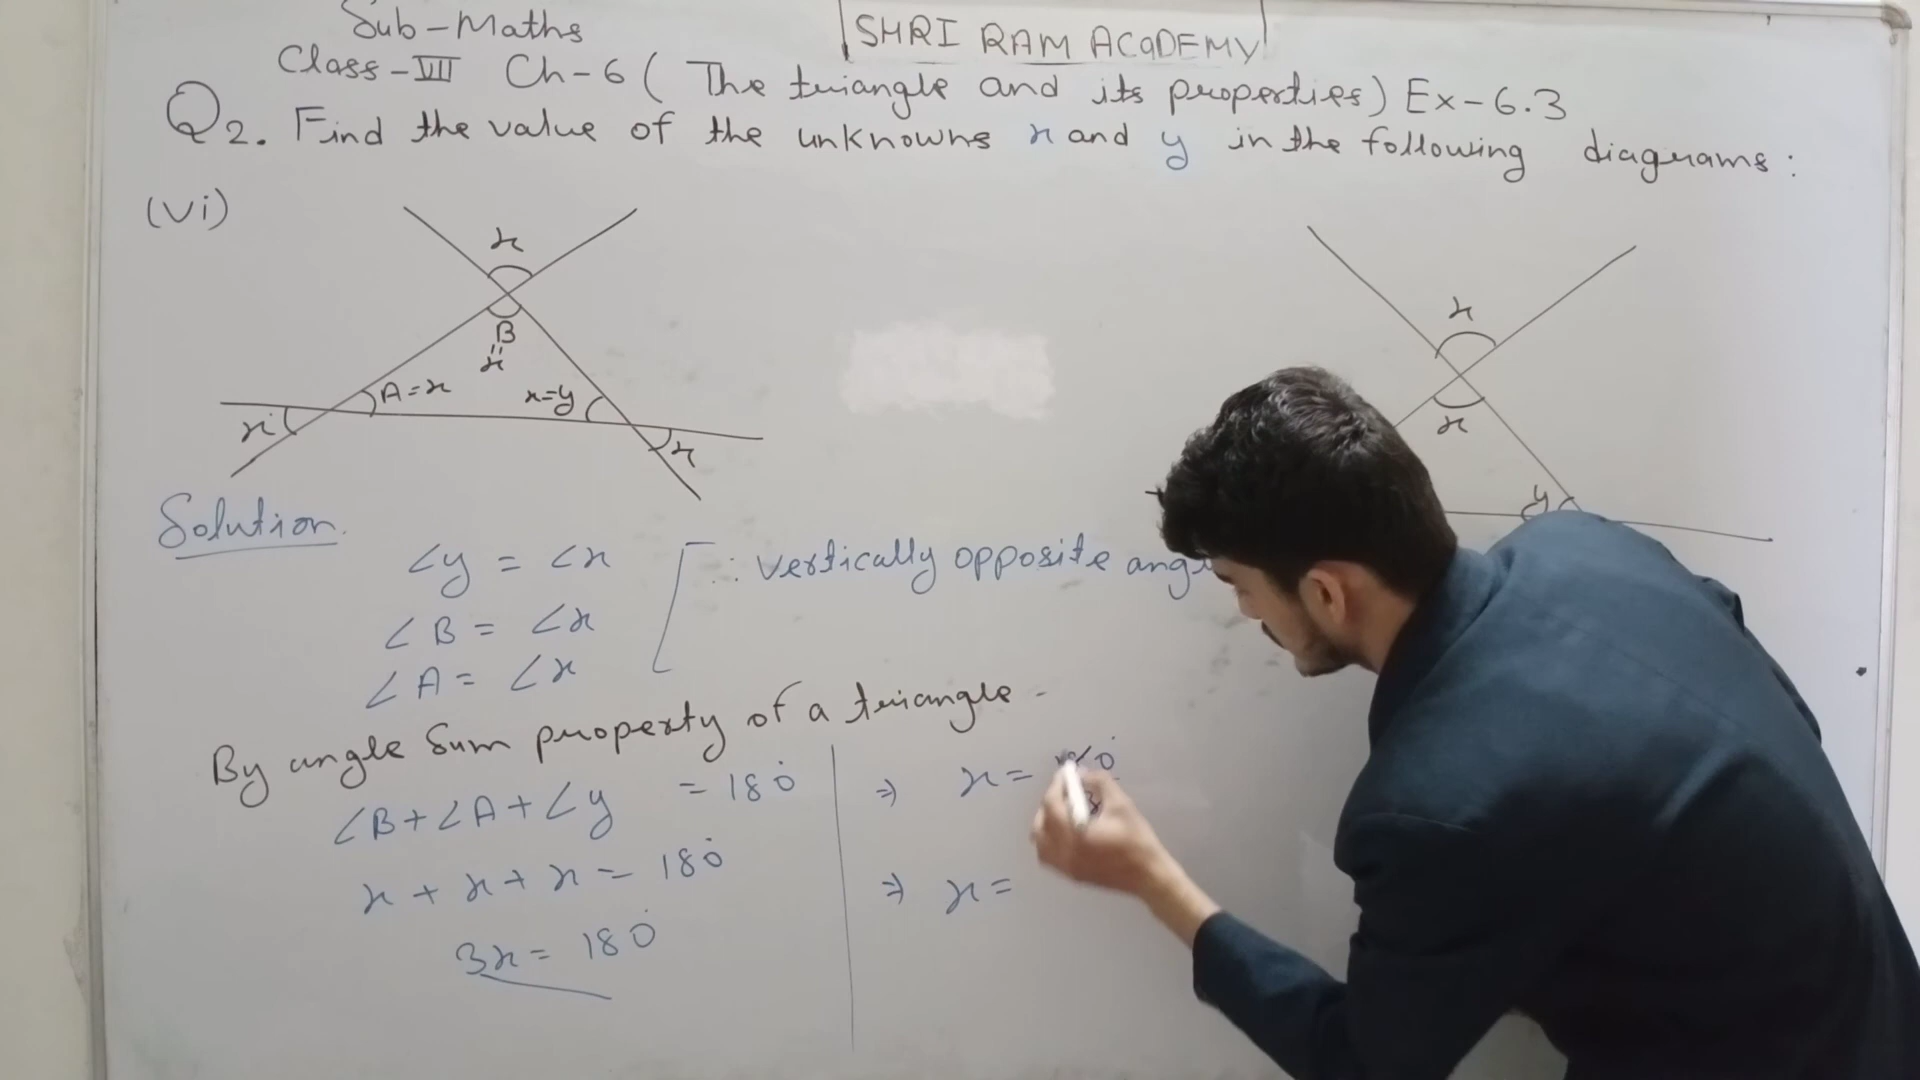 Sub-Maths
SHRI RAM ACADEMY
Class-VII Ch-6 ( The triangle and its properties) Ex-6.3
Q2. Find the value of the unknowns x and y in the following diagrams:
(vi)
x
B
=
x
A=x
x=y
x
x
x
x
y
Solution.
∠y = ∠x [∵ vertically opposite
∠B = ∠x
∠A = ∠x
By angle sum property of a triangle-
∠B+∠A+∠y = 180°
x + x + x = 180°
3x = 180°
⇒ x =
⇒ x =